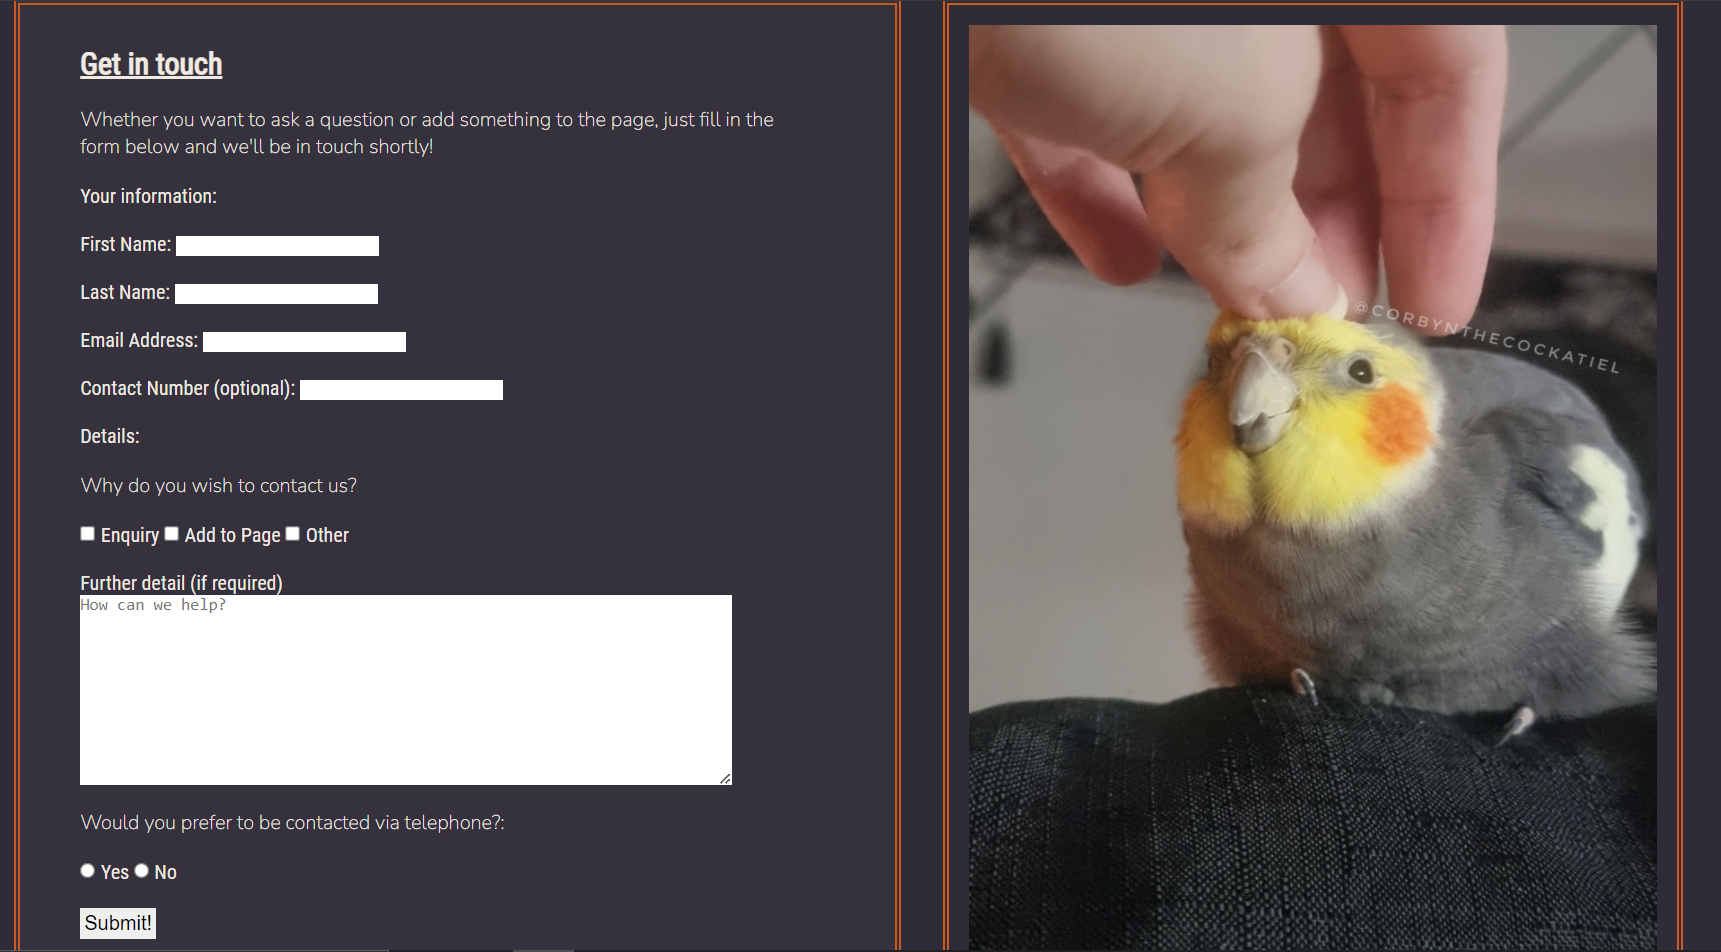 Get in touch
Whether you want to ask a question or add something to the page, just fill in the
form below and we'll be in touch shortly!
Your information:
First Name:
Last Name:
Email Address:
Contact Number (optional):
Details:
Why do you wish to contact us?
Enquiry Add to Page Other
Further detail (if required)
How can we help?
Would you prefer to be contacted via telephone?:
Yes No
Submit!
@CORBYNTHECOCKATIEL